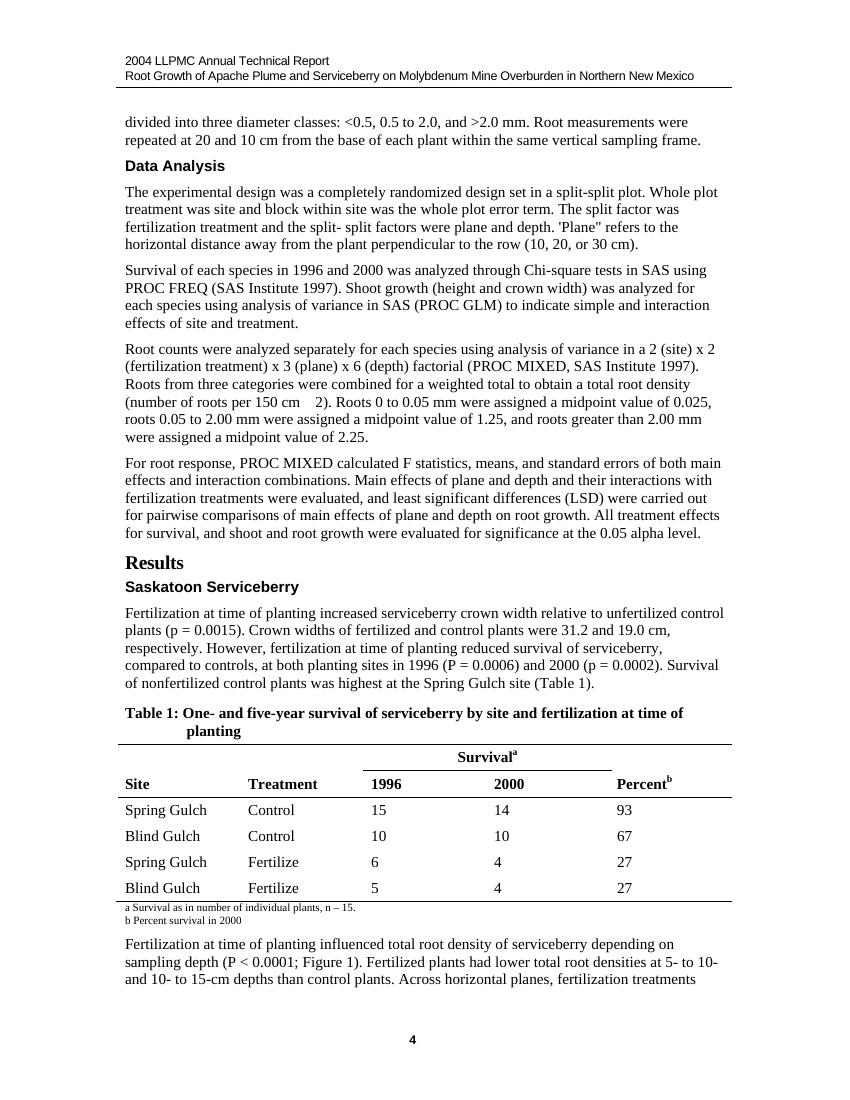 2004 LLPMC Annual Technical Report
Root Growth of Apache Plume and Serviceberry on Molybdenum Mine Overburden in Northern New Mexico
divided into three diameter classes: <0.5, 0.5 to 2.0, and >2.0 mm. Root measurements were
repeated at 20 and 10 cm from the base of each plant within the same vertical sampling frame.
Data Analysis
The experimental design was a completely randomized design set in a split-split plot. Whole plot
treatment was site and block within site was the whole plot error term. The split factor was
fertilization treatment and the split- split factors were plane and depth. 'Plane" refers to the
horizontal distance away from the plant perpendicular to the row (10, 20, or 30 cm).
Survival of each species in 1996 and 2000 was analyzed through Chi-square tests in SAS using
PROC FREQ (SAS Institute 1997). Shoot growth (height and crown width) was analyzed for
each species using analysis of variance in SAS (PROC GLM) to indicate simple and interaction
effects of site and treatment.
Root counts were analyzed separately for each species using analysis of variance in a 2 (site) x 2
(fertilization treatment) x 3 (plane) x 6 (depth) factorial (PROC MIXED, SAS Institute 1997).
Roots from three categories were combined for a weighted total to obtain a total root density
(number of roots per 150 cm    2). Roots 0 to 0.05 mm were assigned a midpoint value of 0.025,
roots 0.05 to 2.00 mm were assigned a midpoint value of 1.25, and roots greater than 2.00 mm
were assigned a midpoint value of 2.25.
For root response, PROC MIXED calculated F statistics, means, and standard errors of both main
effects and interaction combinations. Main effects of plane and depth and their interactions with
fertilization treatments were evaluated, and least significant differences (LSD) were carried out
for pairwise comparisons of main effects of plane and depth on root growth. All treatment effects
for survival, and shoot and root growth were evaluated for significance at the 0.05 alpha level.
Results
Saskatoon Serviceberry
Fertilization at time of planting increased serviceberry crown width relative to unfertilized control
plants (p = 0.0015). Crown widths of fertilized and control plants were 31.2 and 19.0 cm,
respectively. However, fertilization at time of planting reduced survival of serviceberry,
compared to controls, at both planting sites in 1996 (P = 0.0006) and 2000 (p = 0.0002). Survival
of nonfertilized control plants was highest at the Spring Gulch site (Table 1).
Table 1: One- and five-year survival of serviceberry by site and fertilization at time of
planting
Survival^a
Site Treatment 1996 2000 Percent^b
Spring Gulch Control 15 14 93
Blind Gulch Control 10 10 67
Spring Gulch Fertilize 6 4 27
Blind Gulch Fertilize 5 4 27
a Survival as in number of individual plants, n – 15.
b Percent survival in 2000
Fertilization at time of planting influenced total root density of serviceberry depending on
sampling depth (P < 0.0001; Figure 1). Fertilized plants had lower total root densities at 5- to 10-
and 10- to 15-cm depths than control plants. Across horizontal planes, fertilization treatments
4